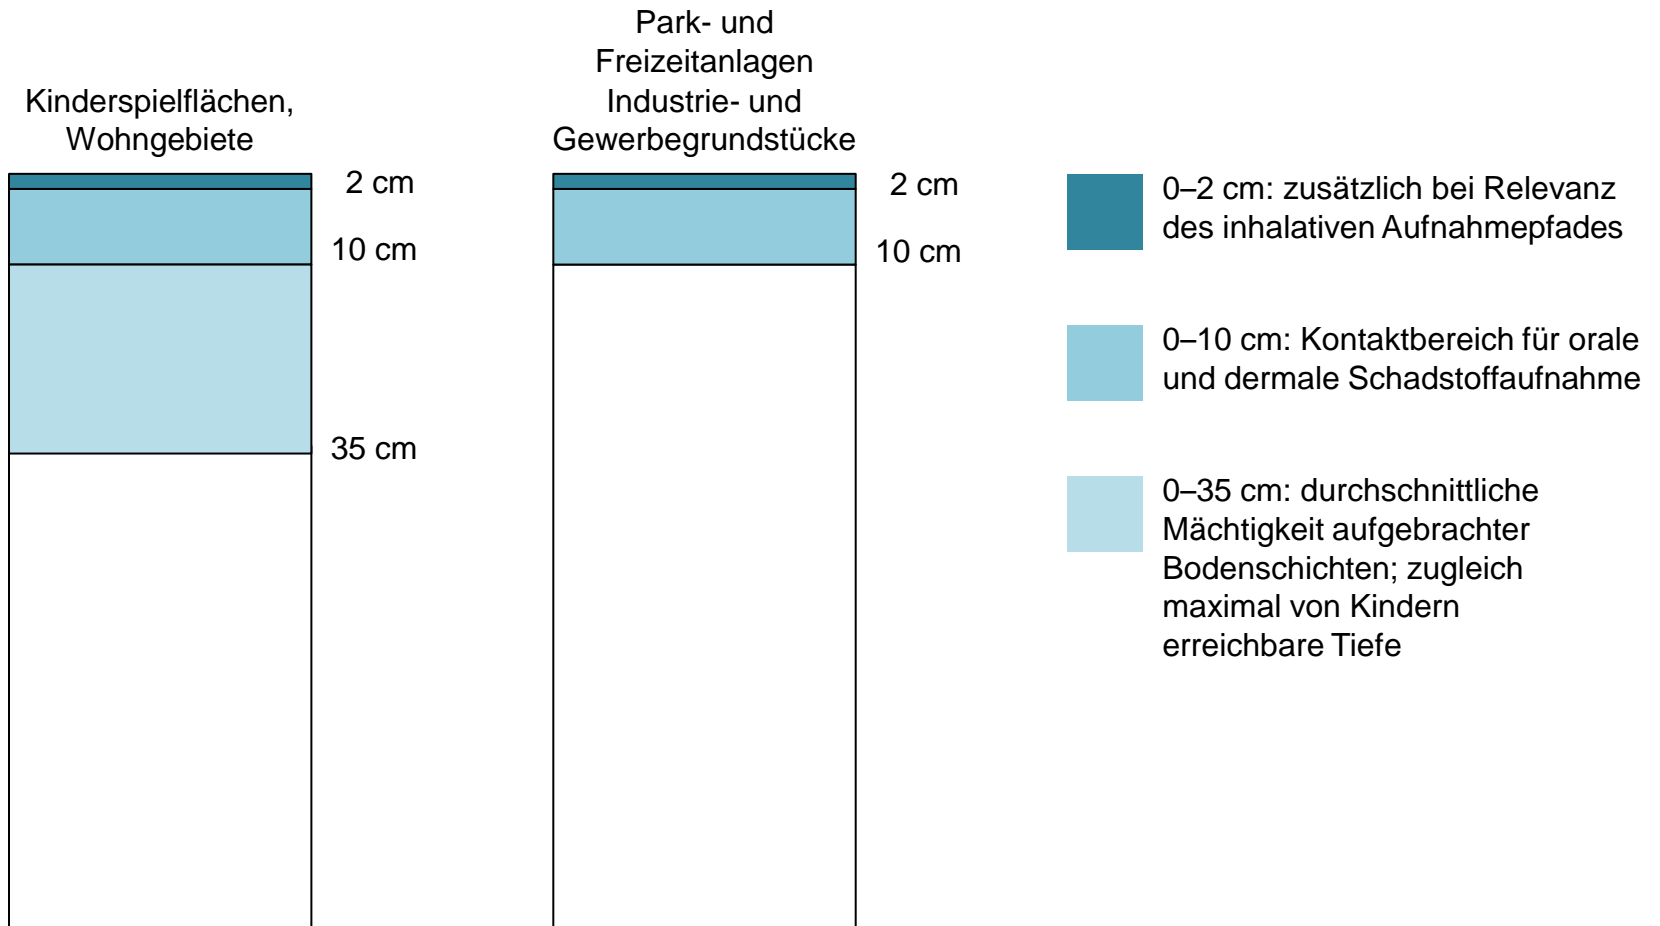 Kinderspielflächen,
Wohngebiete
2 cm
10 cm
35 cm
Park- und
Freizeitanlagen
Industrie- und
Gewerbegrundstücke
2 cm
10 cm
0–2 cm: zusätzlich bei Relevanz
des inhalativen Aufnahmepfades
0–10 cm: Kontaktbereich für orale
und dermale Schadstoffaufnahme
0–35 cm: durchschnittliche
Mächtigkeit aufgebrachter
Bodenschichten; zugleich
maximal von Kindern
erreichbare Tiefe